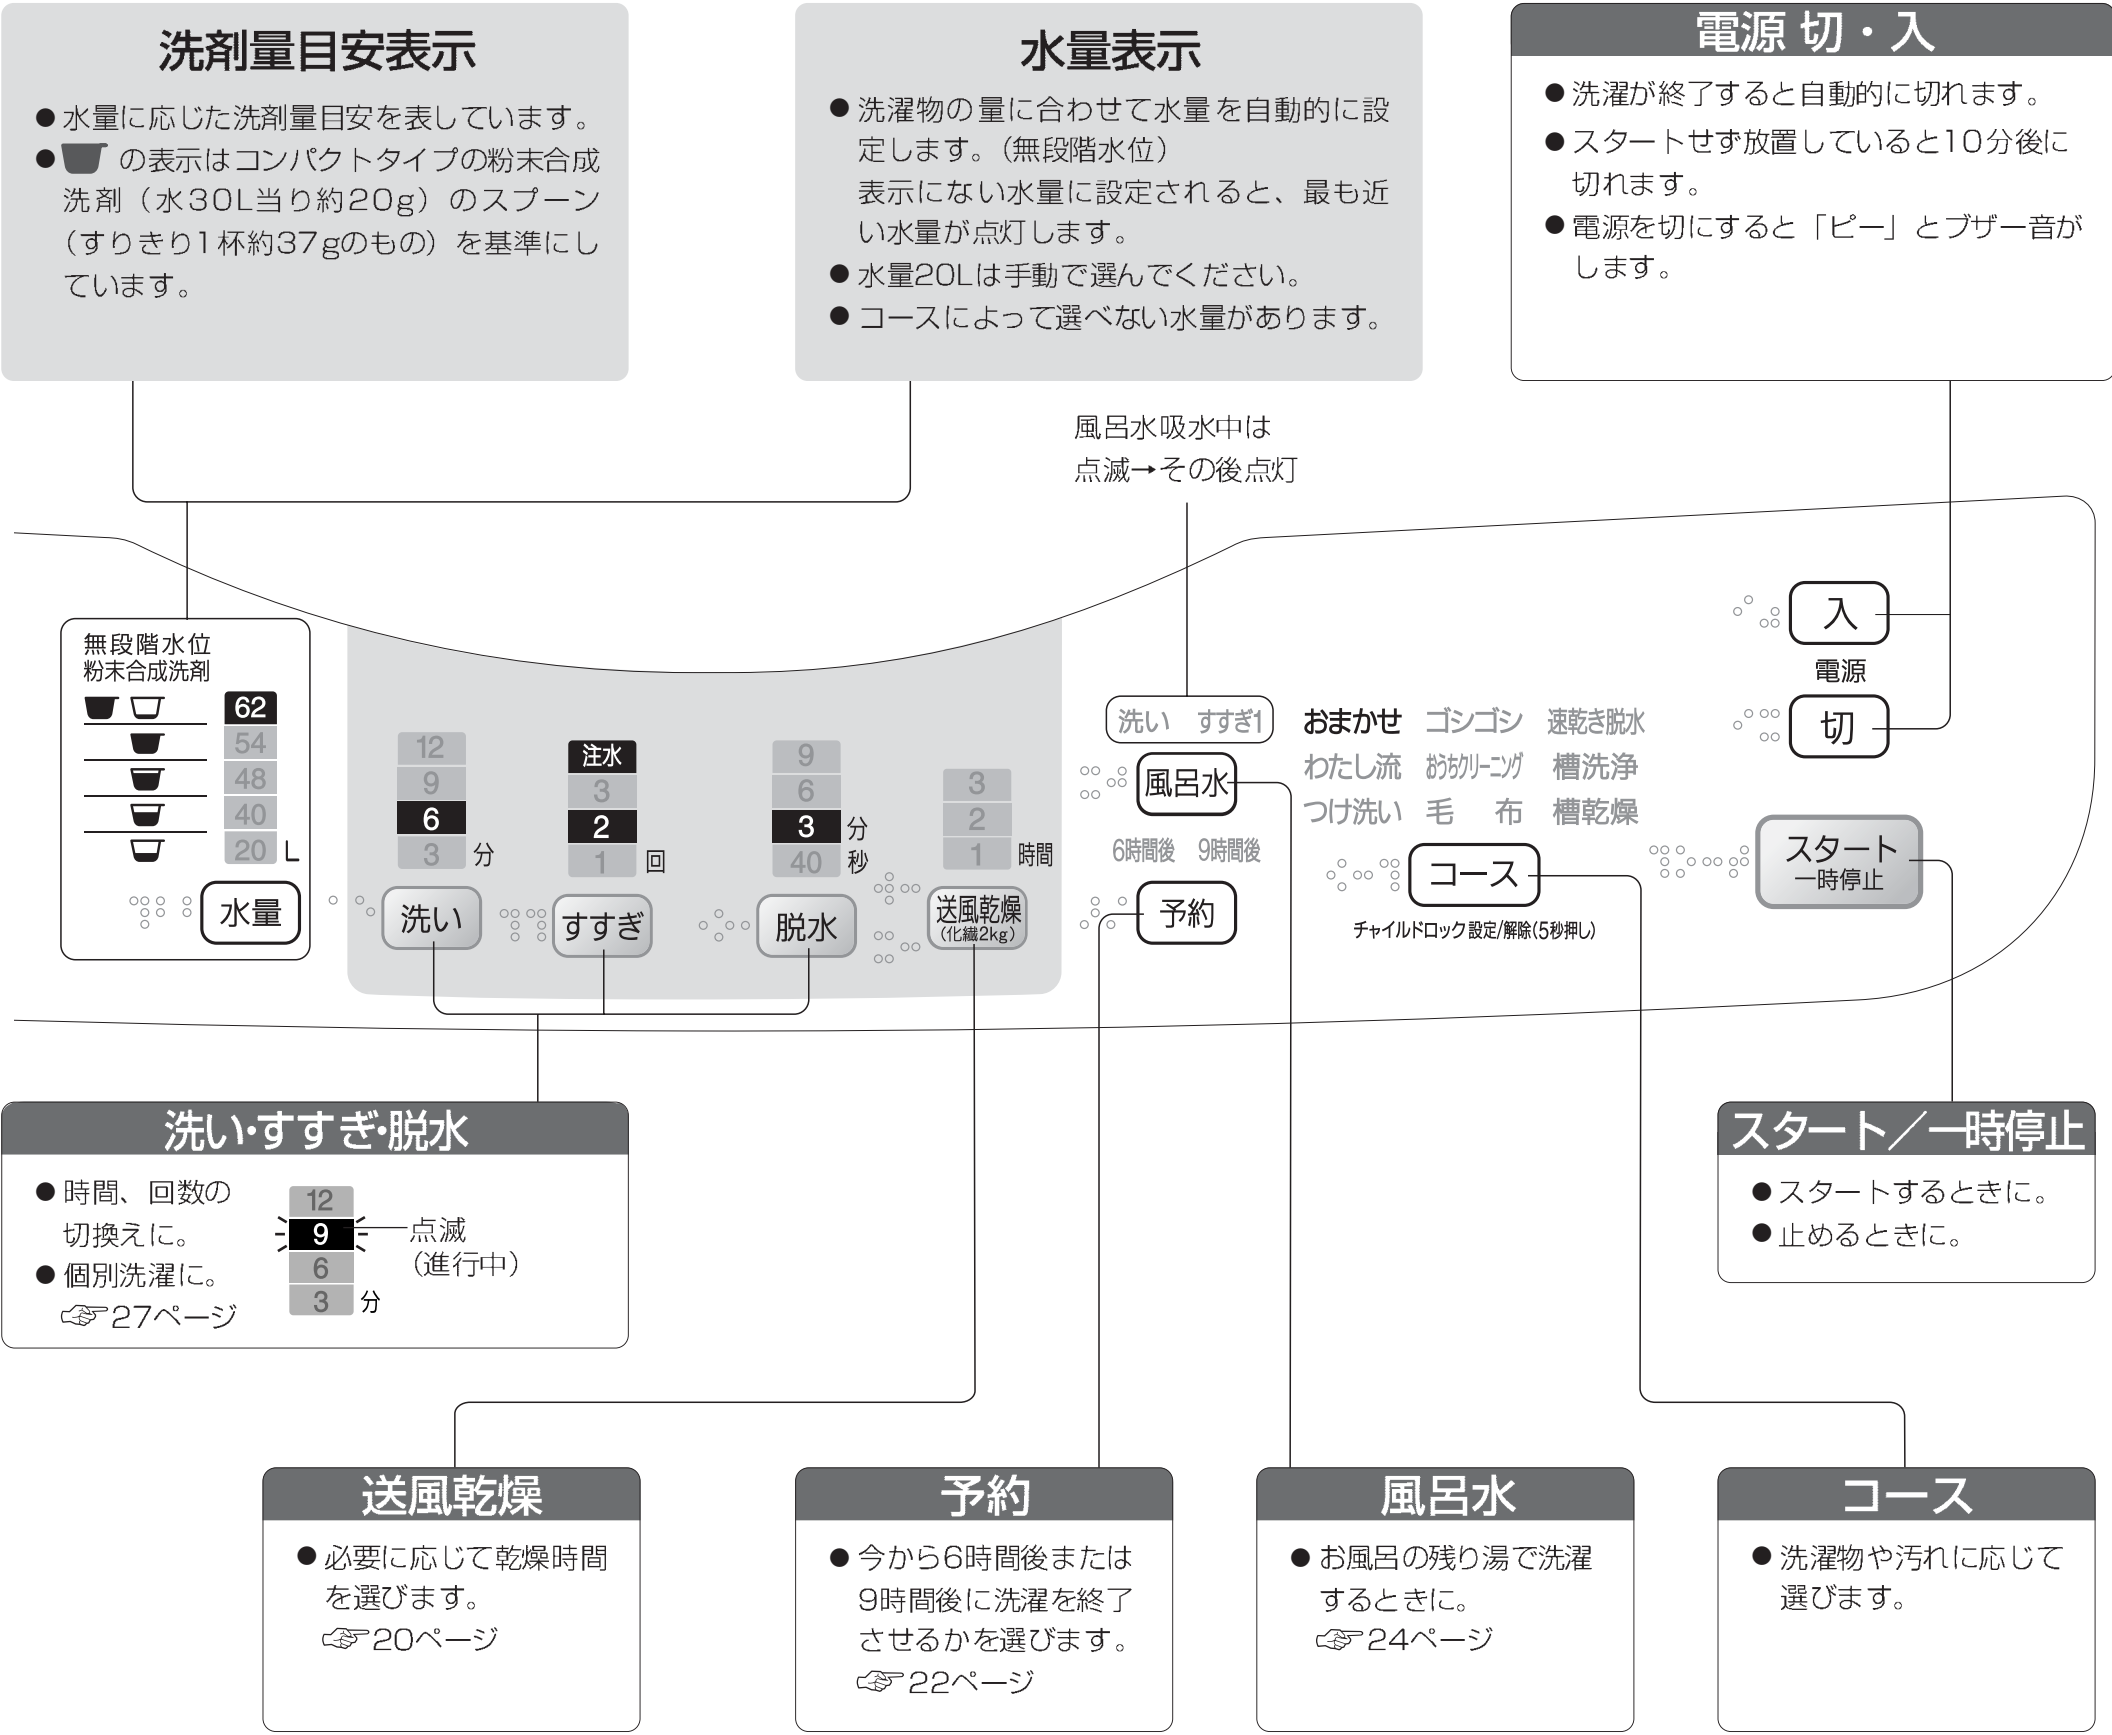 洗剤量目安表示
●水量に応じた洗剤量目安を表しています。
● の表示はコンパクトタイプの粉末合成
洗剤（水30L当り約20g）のスプーン
（すりきり1杯約37gのもの）を基準にし
ています。
水量表示
●洗濯物の量に合わせて水量を自動的に設
定します。（無段階水位）
表示にない水量に設定されると、最も近
い水量が点灯します。
●水量20Lは手動で選んでください。
●コースによって選べない水量があります。
電源 切・入
●洗濯が終了すると自動的に切れます。
●スタートせず放置していると10分後に
切れます。
●電源を切にすると「ピー」とブザー音が
します。
風呂水吸水中は
点滅→その後点灯
無段階水位
粉末合成洗剤
62
54
48
40
20 L
水量
12
9
6
3 分
洗い
注水
3
2
1 回
すすぎ
9
6
3 分
40 秒
脱水
3
2
1 時間
送風乾燥
（化繊2kg）
洗い すすぎ1
風呂水
6時間後 9時間後
予約
おまかせ ゴシゴシ 速乾き脱水
わたし流 おうちクリーニング 槽洗浄
つけ洗い 毛 布 槽乾燥
コース
チャイルドロック設定/解除(5秒押し)
入
電源
切
スタート
一時停止
洗い・すすぎ・脱水
●時間、回数の
切換えに。
●個別洗濯に。
☞27ページ
12
9
6
3 分
点滅
（進行中）
スタート／一時停止
●スタートするときに。
●止めるときに。
送風乾燥
●必要に応じて乾燥時間
を選びます。
☞20ページ
予約
●今から6時間後または
9時間後に洗濯を終了
させるかを選びます。
☞22ページ
風呂水
●お風呂の残り湯で洗濯
するときに。
☞24ページ
コース
●洗濯物や汚れに応じて
選びます。